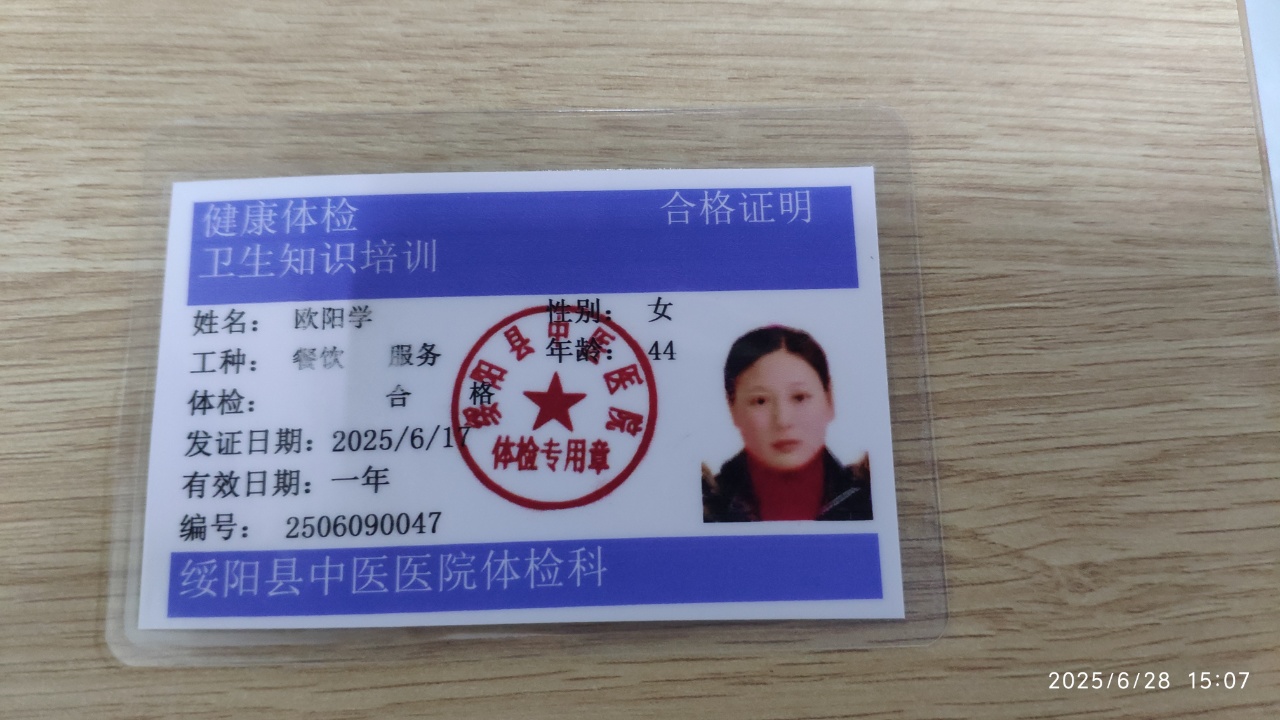 健康体检 合格证明
卫生知识培训
姓名： 欧阳学 性别： 女
工种： 餐饮 服务 年龄： 44
体检： 合 格
发证日期：2025/6/17
有效日期：一年
编号： 2506090047
绥阳县中医医院
体检专用章
绥阳县中医医院体检科
2025/6/28 15:07